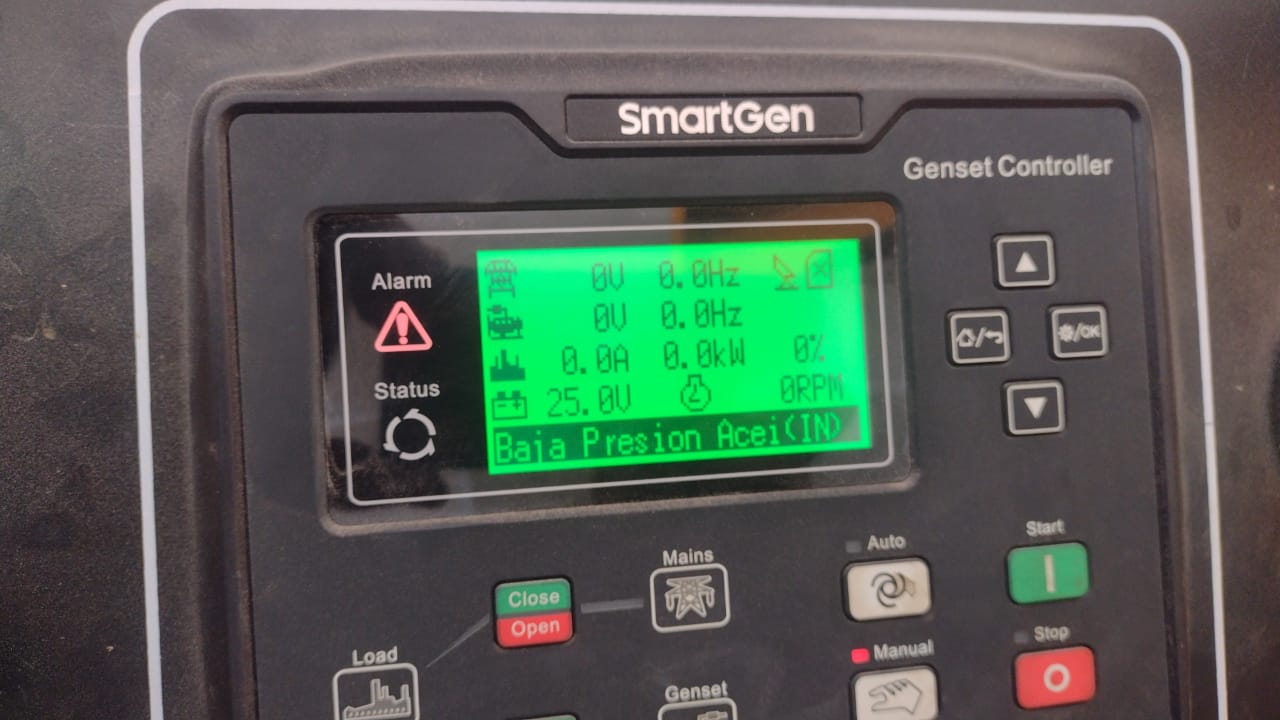 SmartGen
Genset Controller
Alarm
0V 0.0Hz
0V 0.0Hz
0.0A 0.0kW 0%
Status
25.0V 0RPM
Baja Presion Acei(IN)
/OK
Start
Auto
Mains
Close
Open
Stop
Manual
Load
Genset